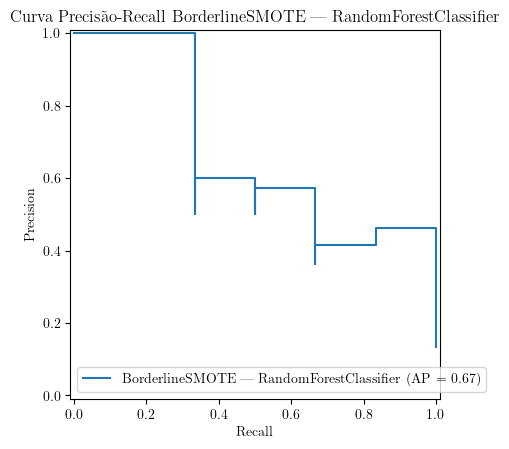 Curva Precisão-Recall BorderlineSMOTE — RandomForestClassifier
1.0
0.8
0.6
0.4
0.2
0.0
Precision
BorderlineSMOTE — RandomForestClassifier (AP = 0.67)
0.0 0.2 0.4 0.6 0.8 1.0
Recall